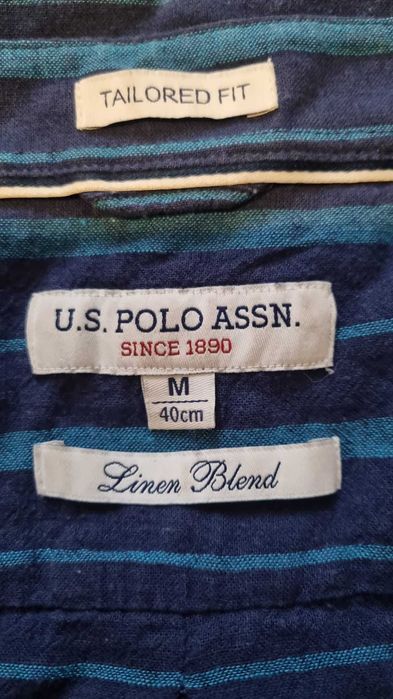 TAILORED FIT
U.S. POLO ASSN.
SINCE 1890
M
40cm
Linen Blend